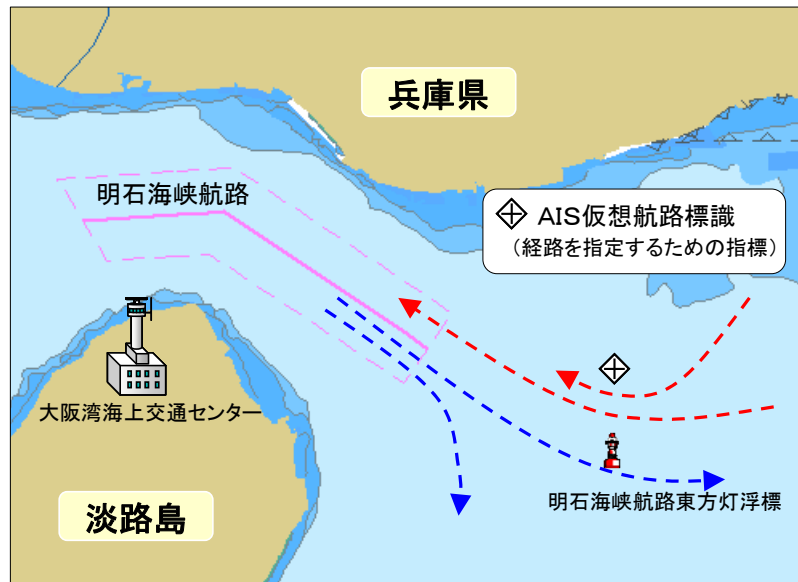 兵庫県
明石海峡航路
AIS仮想航路標識
(経路を指定するための指標)
大阪湾海上交通センター
明石海峡航路東方灯浮標
淡路島